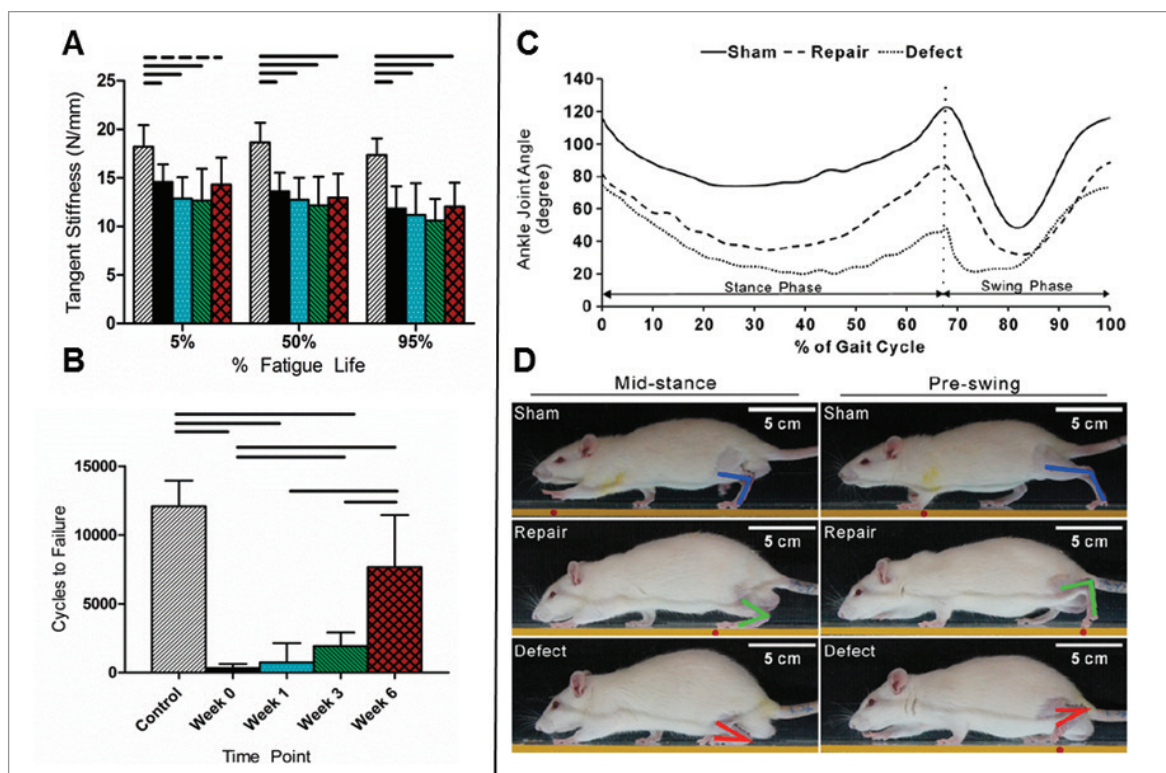 A
Tangent Stiffness (N/mm)
25
20
15
10
5
0
5%
50%
95%
% Fatigue Life
B
Cycles to Failure
15000
10000
5000
0
Control
Week 0
Week 1
Week 3
Week 6
Time Point
C
Sham
Repair
Defect
Ankle Joint Angle
(degree)
140
120
100
80
60
40
20
0
Stance Phase
Swing Phase
0 10 20 30 40 50 60 70 80 90 100
% of Gait Cycle
D
Mid-stance
Pre-swing
Sham
5 cm
Sham
5 cm
Repair
5 cm
Repair
5 cm
Defect
5 cm
Defect
5 cm